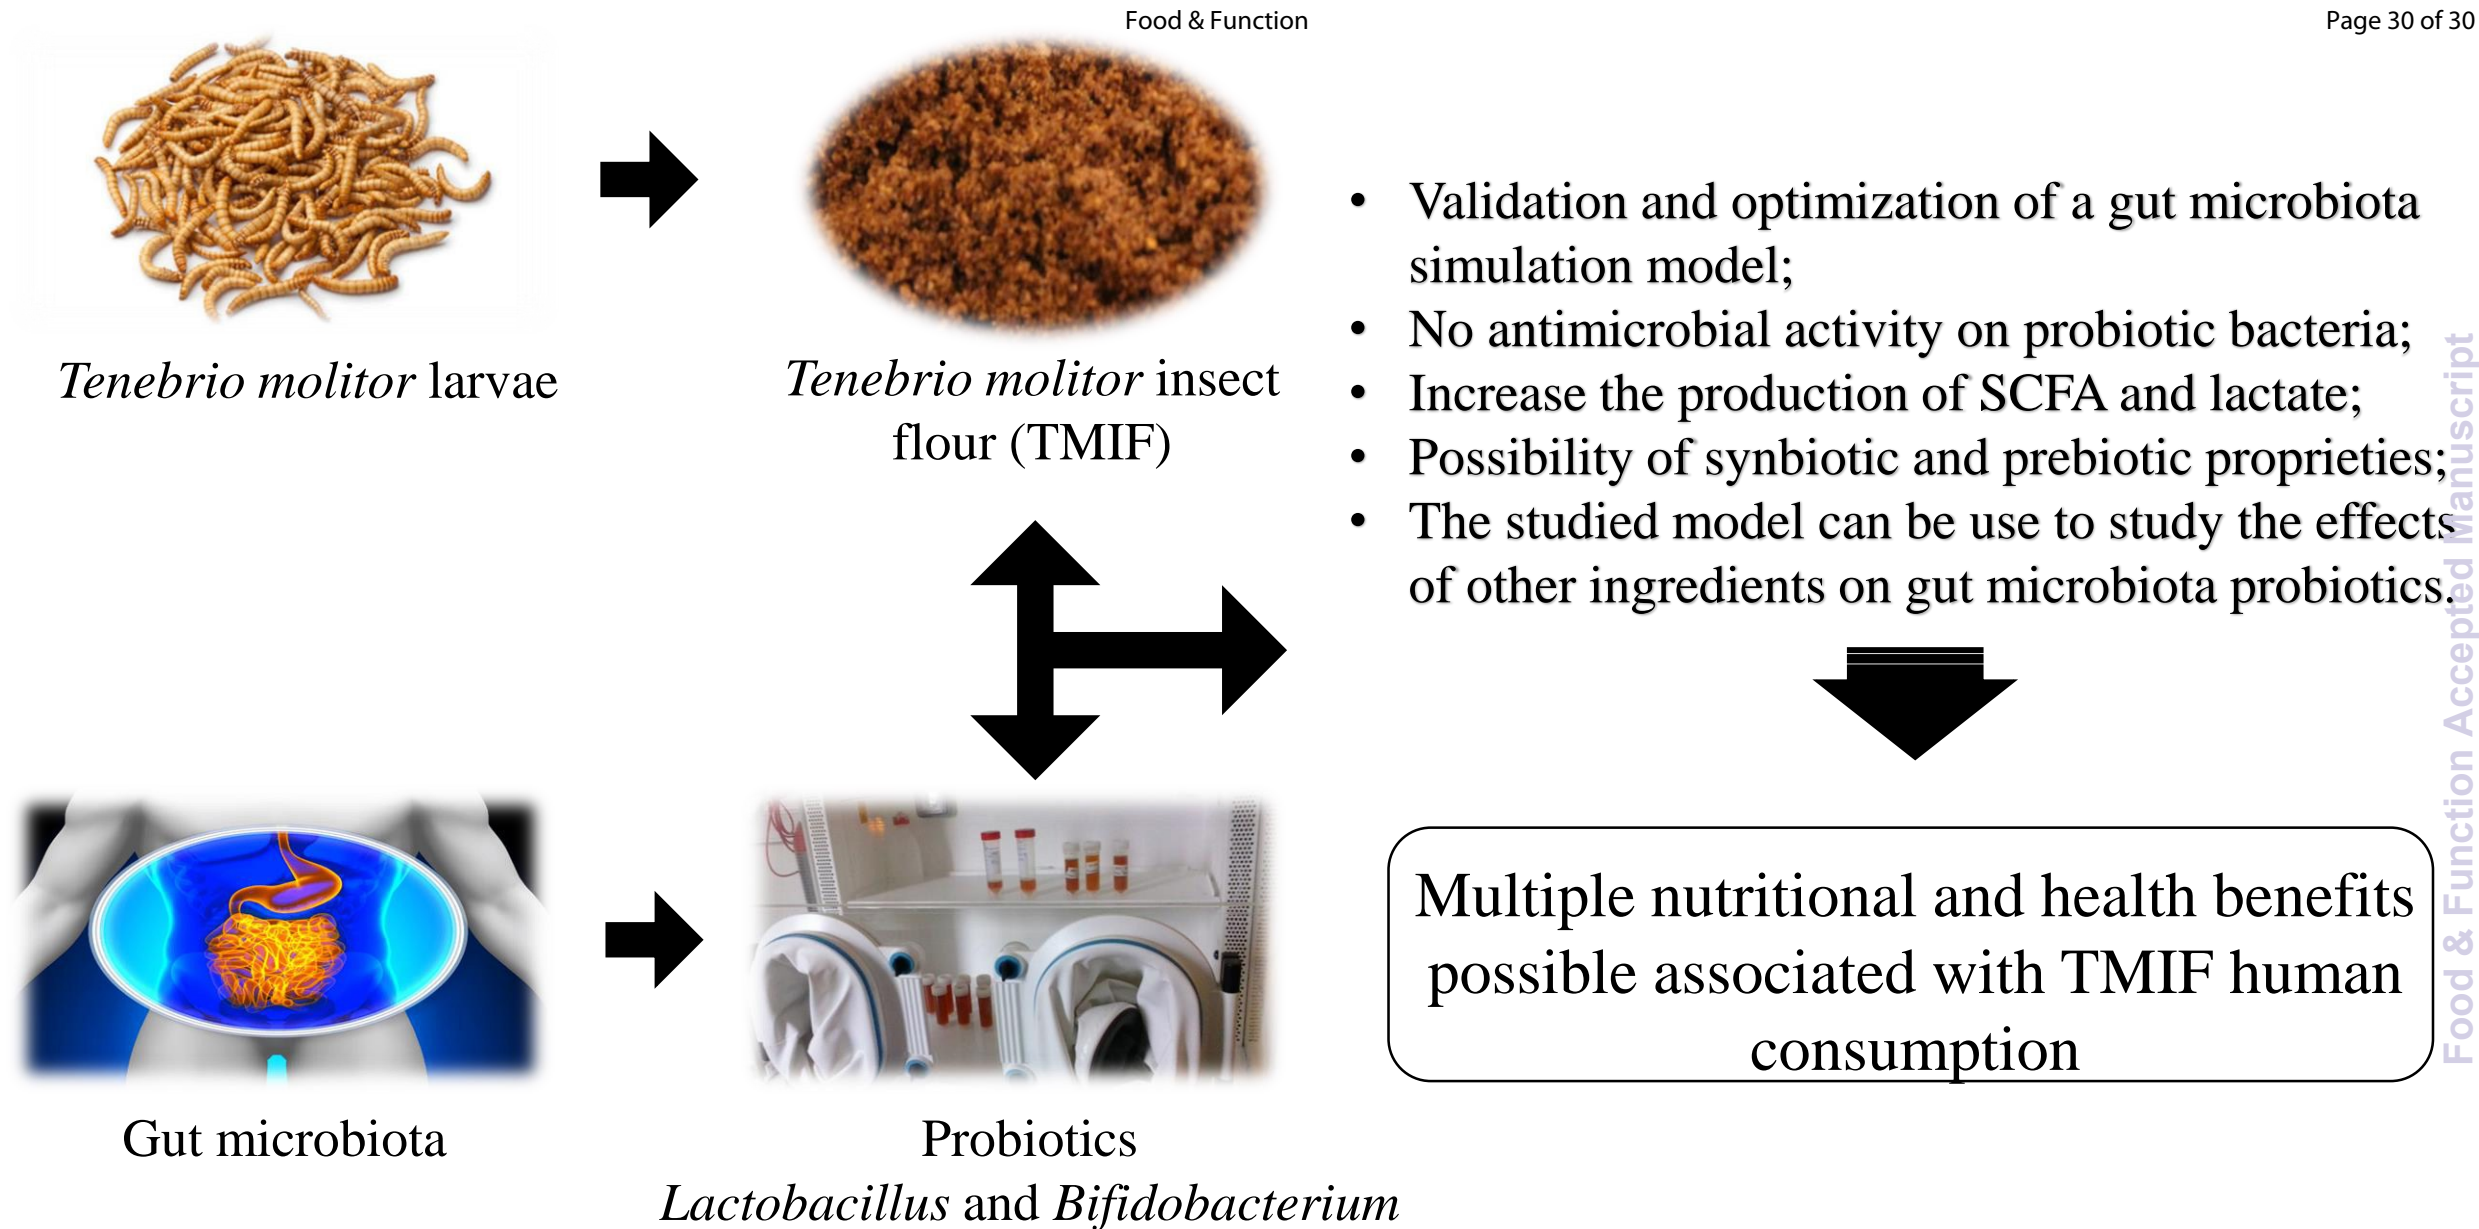 Food & Function
Page 30 of 30
Tenebrio molitor larvae
Tenebrio molitor insect
flour (TMIF)
• Validation and optimization of a gut microbiota
simulation model;
• No antimicrobial activity on probiotic bacteria;
• Increase the production of SCFA and lactate;
• Possibility of synbiotic and prebiotic proprieties;
• The studied model can be use to study the effects
of other ingredients on gut microbiota probiotics.
Gut microbiota
Probiotics
Lactobacillus and Bifidobacterium
Multiple nutritional and health benefits
possible associated with TMIF human
consumption
Food & Function Accepted Manuscript